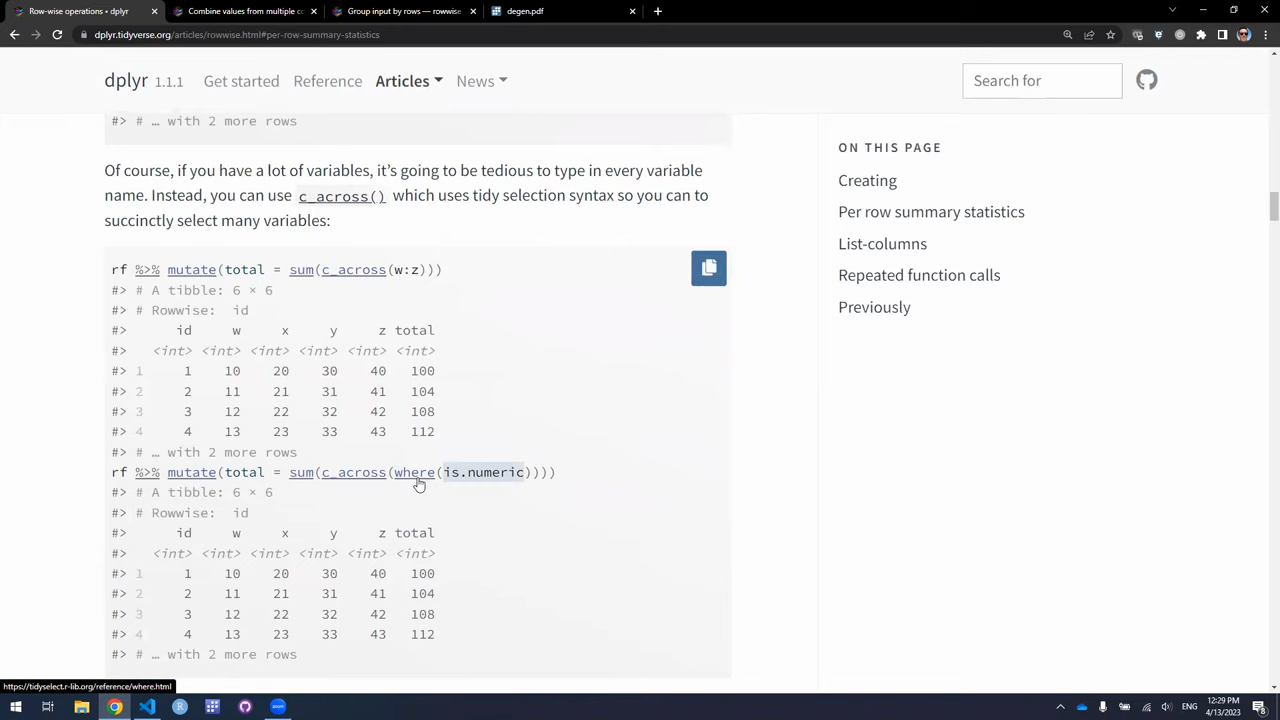 Row-wise operations • dplyr
Combine values from multiple co
Group input by rows — rowwise •
degen.pdf
dplyr.tidyverse.org/articles/rowwise.html#per-row-summary-statistics
dplyr 1.1.1 Get started Reference Articles News Search for
#> # … with 2 more rows
Of course, if you have a lot of variables, it's going to be tedious to type in every variable
name. Instead, you can use c_across() which uses tidy selection syntax so you can to
succinctly select many variables:
rf %>% mutate(total = sum(c_across(w:z)))
#> # A tibble: 6 × 6
#> # Rowwise:  id
#>      id     w     x     y     z total
#>   <int> <int> <int> <int> <int> <int>
#> 1     1    10    20    30    40   100
#> 2     2    11    21    31    41   104
#> 3     3    12    22    32    42   108
#> 4     4    13    23    33    43   112
#> # … with 2 more rows
rf %>% mutate(total = sum(c_across(where(is.numeric))))
#> # A tibble: 6 × 6
#> # Rowwise:  id
#>      id     w     x     y     z total
#>   <int> <int> <int> <int> <int> <int>
#> 1     1    10    20    30    40   100
#> 2     2    11    21    31    41   104
#> 3     3    12    22    32    42   108
#> 4     4    13    23    33    43   112
#> # … with 2 more rows
ON THIS PAGE
Creating
Per row summary statistics
List-columns
Repeated function calls
Previously
https://tidyselect.r-lib.org/reference/where.html
ENG
12:29 PM
4/13/2023